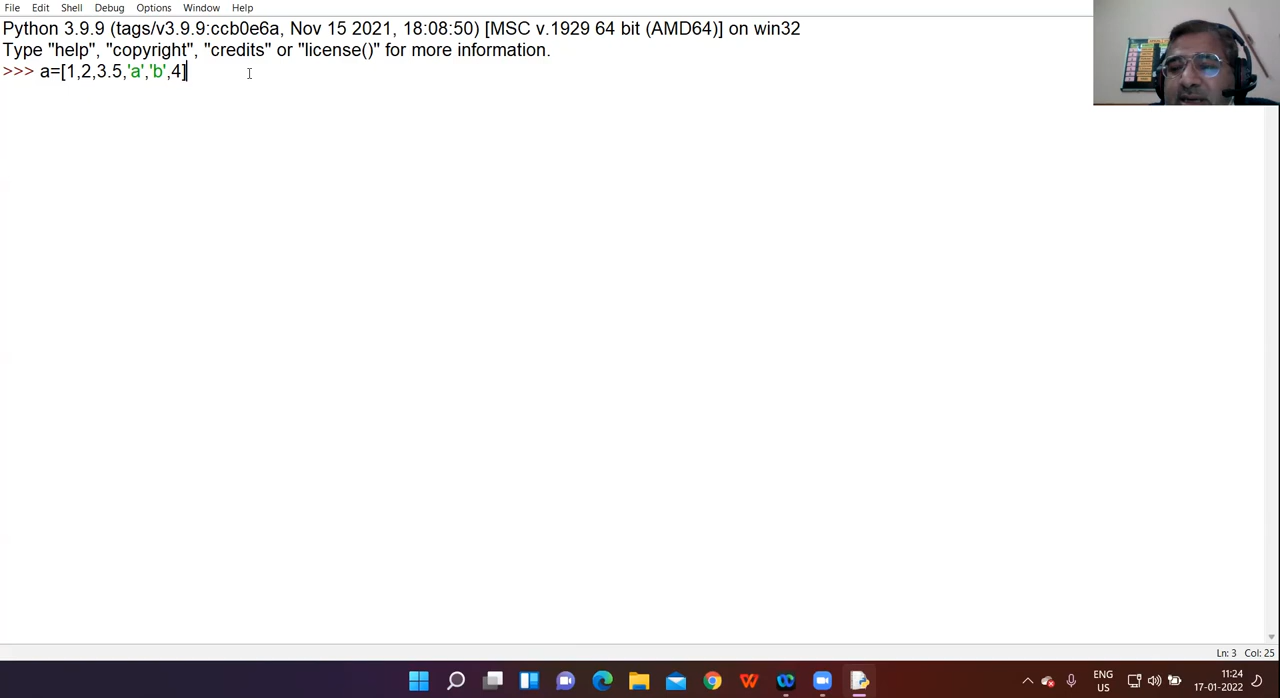 File Edit Shell Debug Options Window Help
Python 3.9.9 (tags/v3.9.9:ccb0e6a, Nov 15 2021, 18:08:50) [MSC v.1929 64 bit (AMD64)] on win32
Type "help", "copyright", "credits" or "license()" for more information.
>>> a=[1,2,3.5,'a','b',4]
Ln: 3 Col: 25
ENG 11:24
US 17-01-2022